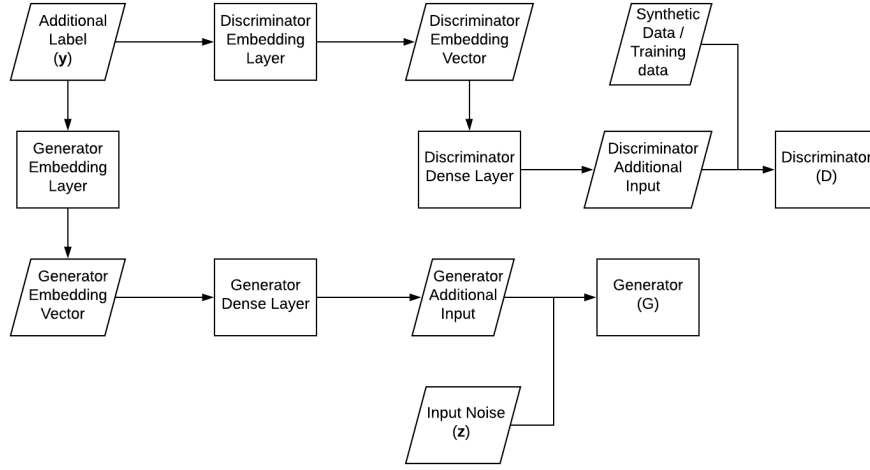 Additional
Label
(y)
Discriminator
Embedding
Layer
Discriminator
Embedding
Vector
Synthetic
Data /
Training
data
Generator
Embedding
Layer
Discriminator
Dense Layer
Discriminator
Additional
Input
Discriminator
(D)
Generator
Embedding
Vector
Generator
Dense Layer
Generator
Additional
Input
Generator
(G)
Input Noise
(z)